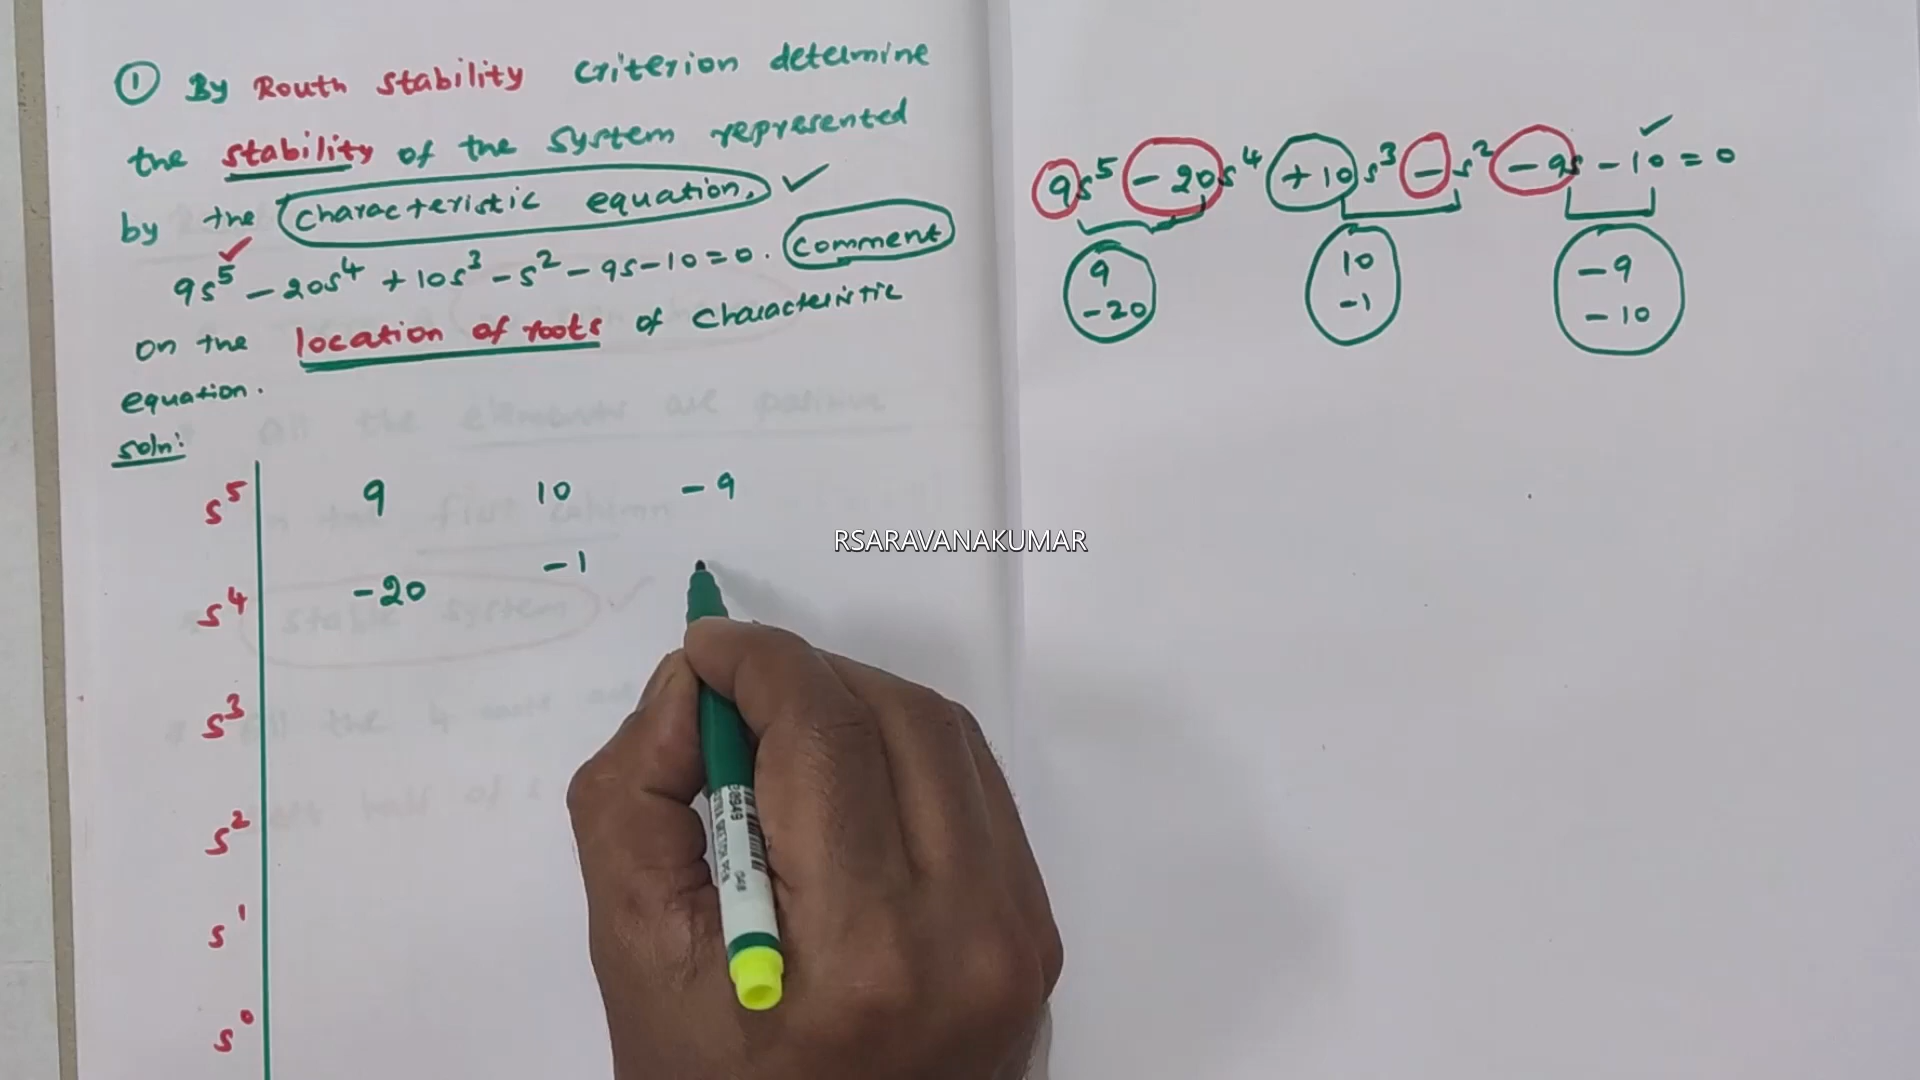 ① By Routh stability criterion determine
the stability of the system represented
by the characteristic equation, ✓
9s⁵ - 20s⁴ + 10s³ - s² - 9s - 10 = 0. comment
on the location of roots of characteristic
equation.
soln:
s⁵ 9 10 -9
s⁴ -20 -1
s³
s²
s¹
s⁰
9s⁵ - 20s⁴ + 10s³ - s² - 9s - 10 = 0
9 10 -9
-20 -1 -10
RSARAVANAKUMAR